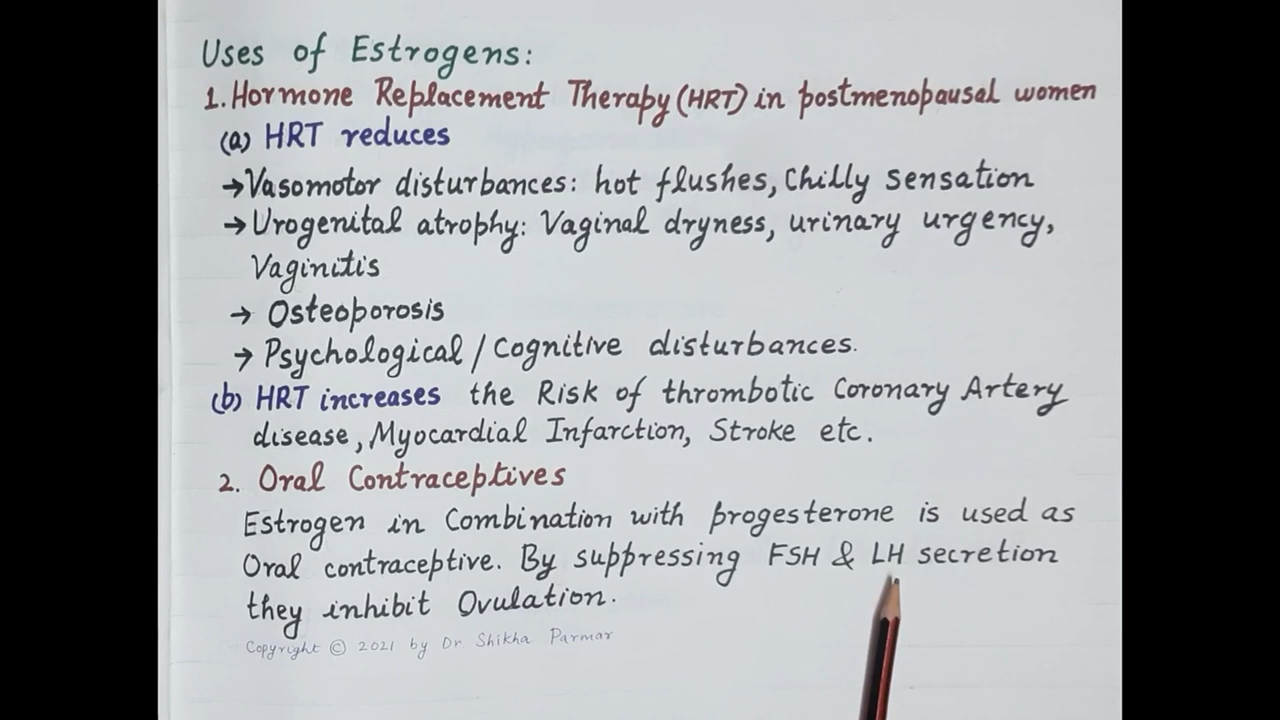 Uses of Estrogens:
1. Hormone Replacement Therapy (HRT) in postmenopausal women
(a) HRT reduces
→ Vasomotor disturbances: hot flushes, Chilly sensation
→ Urogenital atrophy: Vaginal dryness, urinary urgency,
Vaginitis
→ Osteoporosis
→ Psychological / Cognitive disturbances.
(b) HRT increases the Risk of thrombotic Coronary Artery
disease, Myocardial Infarction, Stroke etc.
2. Oral Contraceptives
Estrogen in Combination with progesterone is used as
Oral contraceptive. By suppressing FSH & LH secretion
they inhibit Ovulation.
Copyright © 2021 by Dr Shikha Parmar